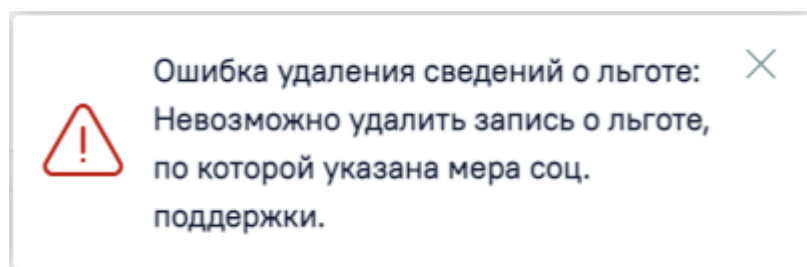 Ошибка удаления сведений о льготе:
Невозможно удалить запись о льготе,
по которой указана мера соц.
поддержки.